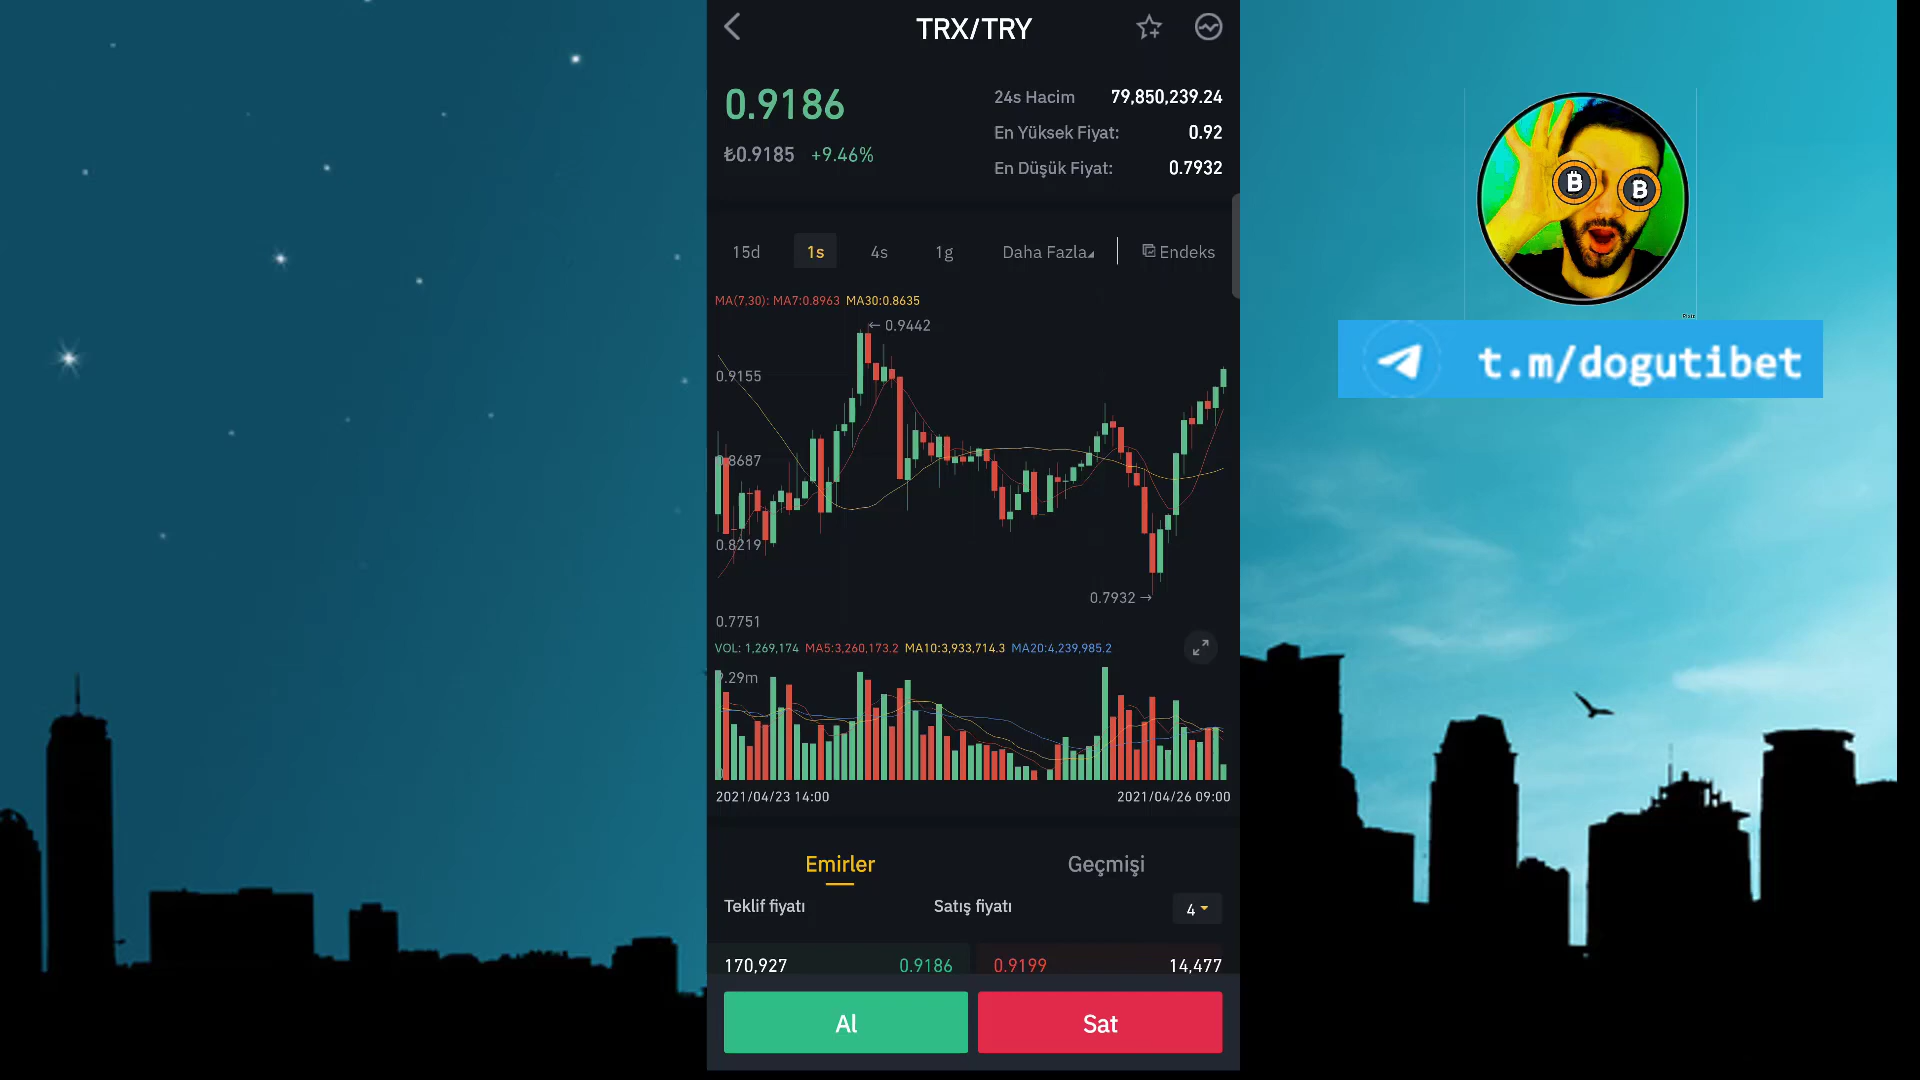 TRX/TRY
0.9186
₺0.9185 +9.46%
24s Hacim 79,850,239.24
En Yüksek Fiyat: 0.92
En Düşük Fiyat: 0.7932
15d 1s 4s 1g Daha Fazla Endeks
MA(7,30): MA7:0.8963 MA30:0.8635
← 0.9442
0.9155
0.8687
0.8219
0.7932 →
0.7751
VOL: 1,269,174 MA5:3,260,173.2 MA10:3,933,714.3 MA20:4,239,985.2
2021/04/23 14:00 2021/04/26 09:00
Emirler Geçmişi
Teklif fiyatı Satış fiyatı 4
170,927 0.9186 0.9199 14,477
Al Sat
t.m/dogutibet